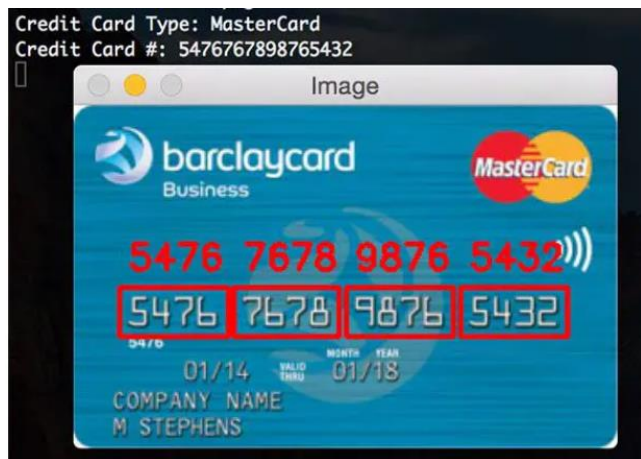 Credit Card Type: MasterCard
Credit Card #: 5476767898765432
Image
barclaycard
Business
MasterCard
5476 7678 9876 5432
5476 7678 9876 5432
5476
MONTH YEAR
01/14 VALID THRU 01/18
COMPANY NAME
M STEPHENS